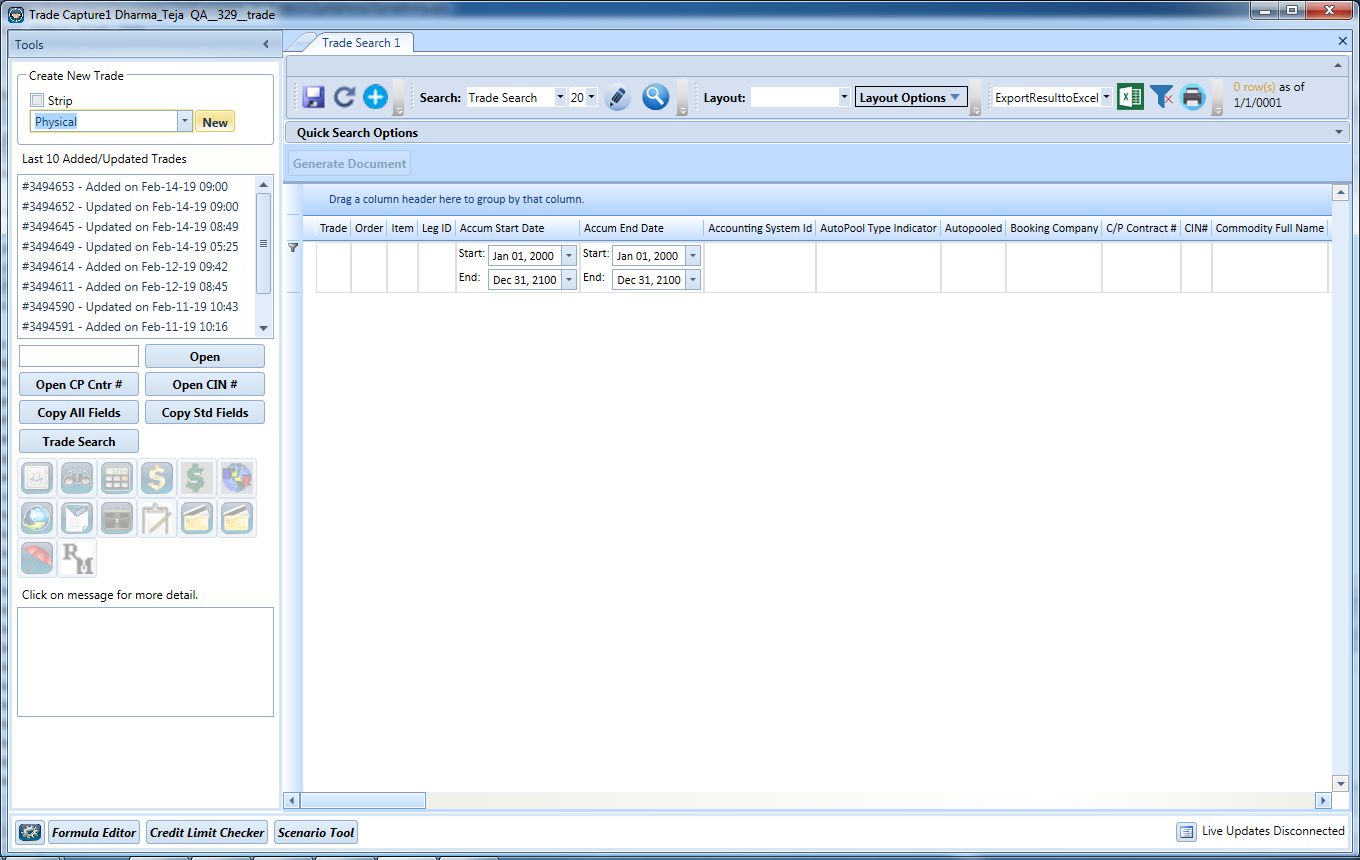 Trade Capture1 Dharma_Teja  QA__329__trade
Tools
Trade Search 1
Create New Trade
Strip
Physical
New
Last 10 Added/Updated Trades
#3494653 - Added on Feb-14-19 09:00
#3494652 - Updated on Feb-14-19 09:00
#3494645 - Updated on Feb-14-19 08:49
#3494649 - Updated on Feb-14-19 05:25
#3494614 - Added on Feb-12-19 09:42
#3494611 - Added on Feb-12-19 08:45
#3494590 - Updated on Feb-11-19 10:43
#3494591 - Added on Feb-11-19 10:16
Open
Open CP Cntr # Open CIN #
Copy All Fields Copy Std Fields
Trade Search
RM
Click on message for more detail.
Search: Trade Search 20 Layout: Layout Options ExportResulttoExcel 0 row(s) as of
1/1/0001
Quick Search Options
Generate Document
Drag a column header here to group by that column.
Trade Order Item Leg ID Accum Start Date Accum End Date Accounting System Id AutoPool Type Indicator Autopooled Booking Company C/P Contract # CIN# Commodity Full Name
Start: Jan 01, 2000 Start: Jan 01, 2000
End: Dec 31, 2100 End: Dec 31, 2100
Formula Editor Credit Limit Checker Scenario Tool Live Updates Disconnected